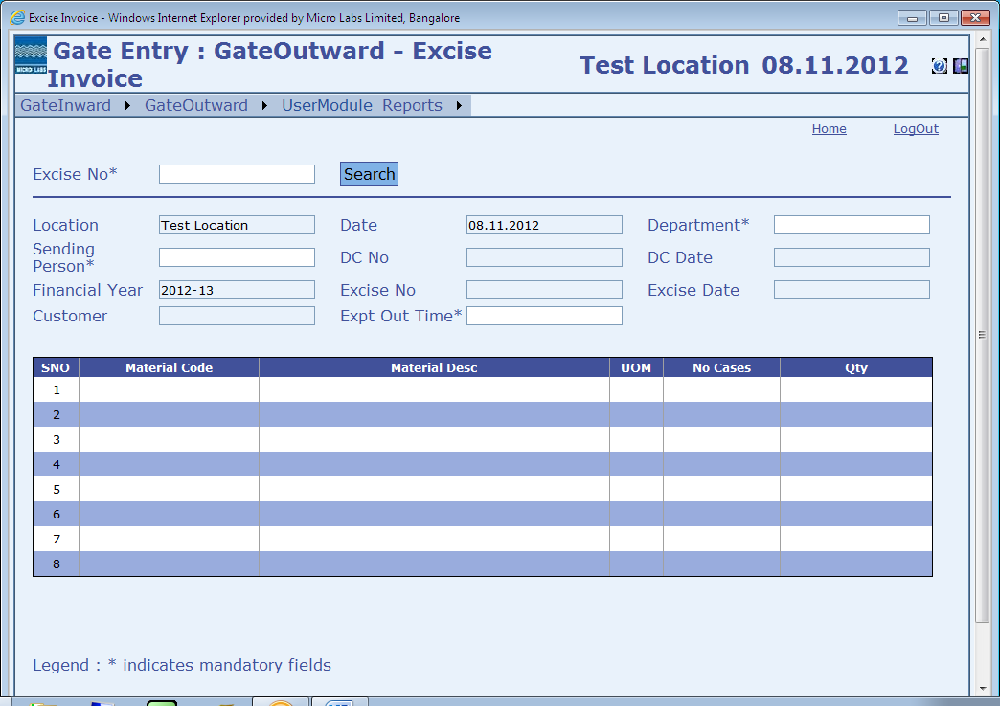 Excise Invoice - Windows Internet Explorer provided by Micro Labs Limited, Bangalore
MICRO LABS
Gate Entry : GateOutward - Excise
Invoice
Test Location 08.11.2012
GateInward GateOutward UserModule Reports
Home LogOut
Excise No* Search
Location Test Location Date 08.11.2012 Department*
Sending
Person* DC No DC Date
Financial Year 2012-13 Excise No Excise Date
Customer Expt Out Time*
SNO Material Code Material Desc UOM No Cases Qty
1
2
3
4
5
6
7
8
Legend : * indicates mandatory fields